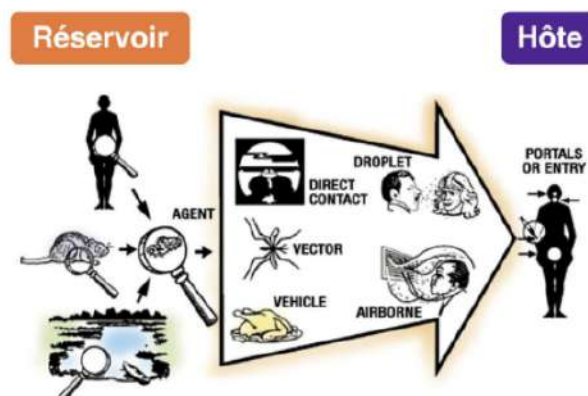 Réservoir
Hôte
AGENT
DIRECT
CONTACT
DROPLET
VECTOR
VEHICLE
AIRBORNE
PORTALS
OR ENTRY